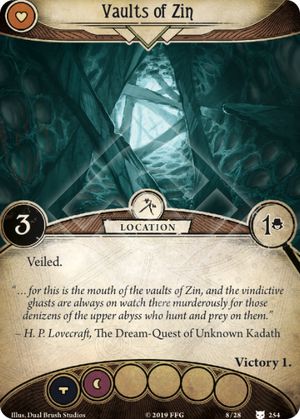 Vaults of Zin
3
LOCATION
1
Veiled.
“…for this is the mouth of the vaults of Zin, and the vindictive
ghasts are always on watch there murderously for those
denizens of the upper abyss who hunt and prey on them.”
– H. P. Lovecraft, The Dream-Quest of Unknown Kadath
Victory 1.
Illus. Dual Brush Studios © 2019 FFG 8/28 254